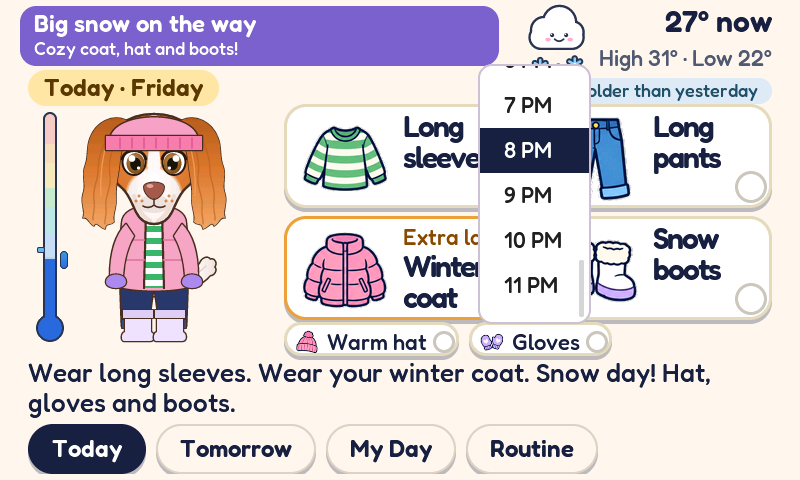 Big snow on the way
Cozy coat, hat and boots!
27° now
High 31° · Low 22°
Today · Friday
older than yesterday
7 PM
8 PM
9 PM
10 PM
11 PM
Long
sleeve
Long
pants
Extra
Winter
coat
Snow
boots
Warm hat
Gloves
Wear long sleeves. Wear your winter coat. Snow day! Hat,
gloves and boots.
Today
Tomorrow
My Day
Routine